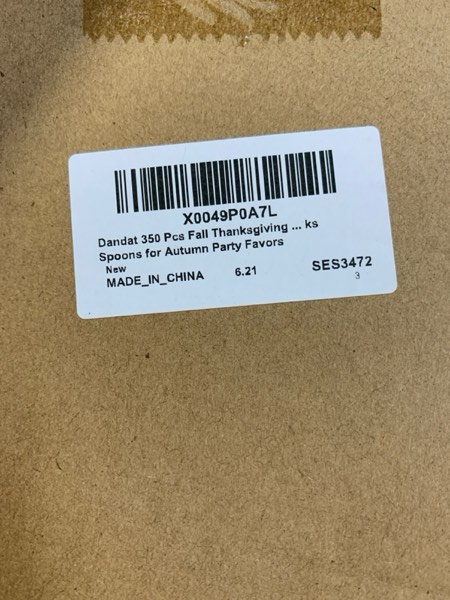 X0049P0A7L
Dandat 350 Pcs Fall Thanksgiving ... ks
Spoons for Autumn Party Favors
New
MADE_IN_CHINA 6.21 SES3472
3